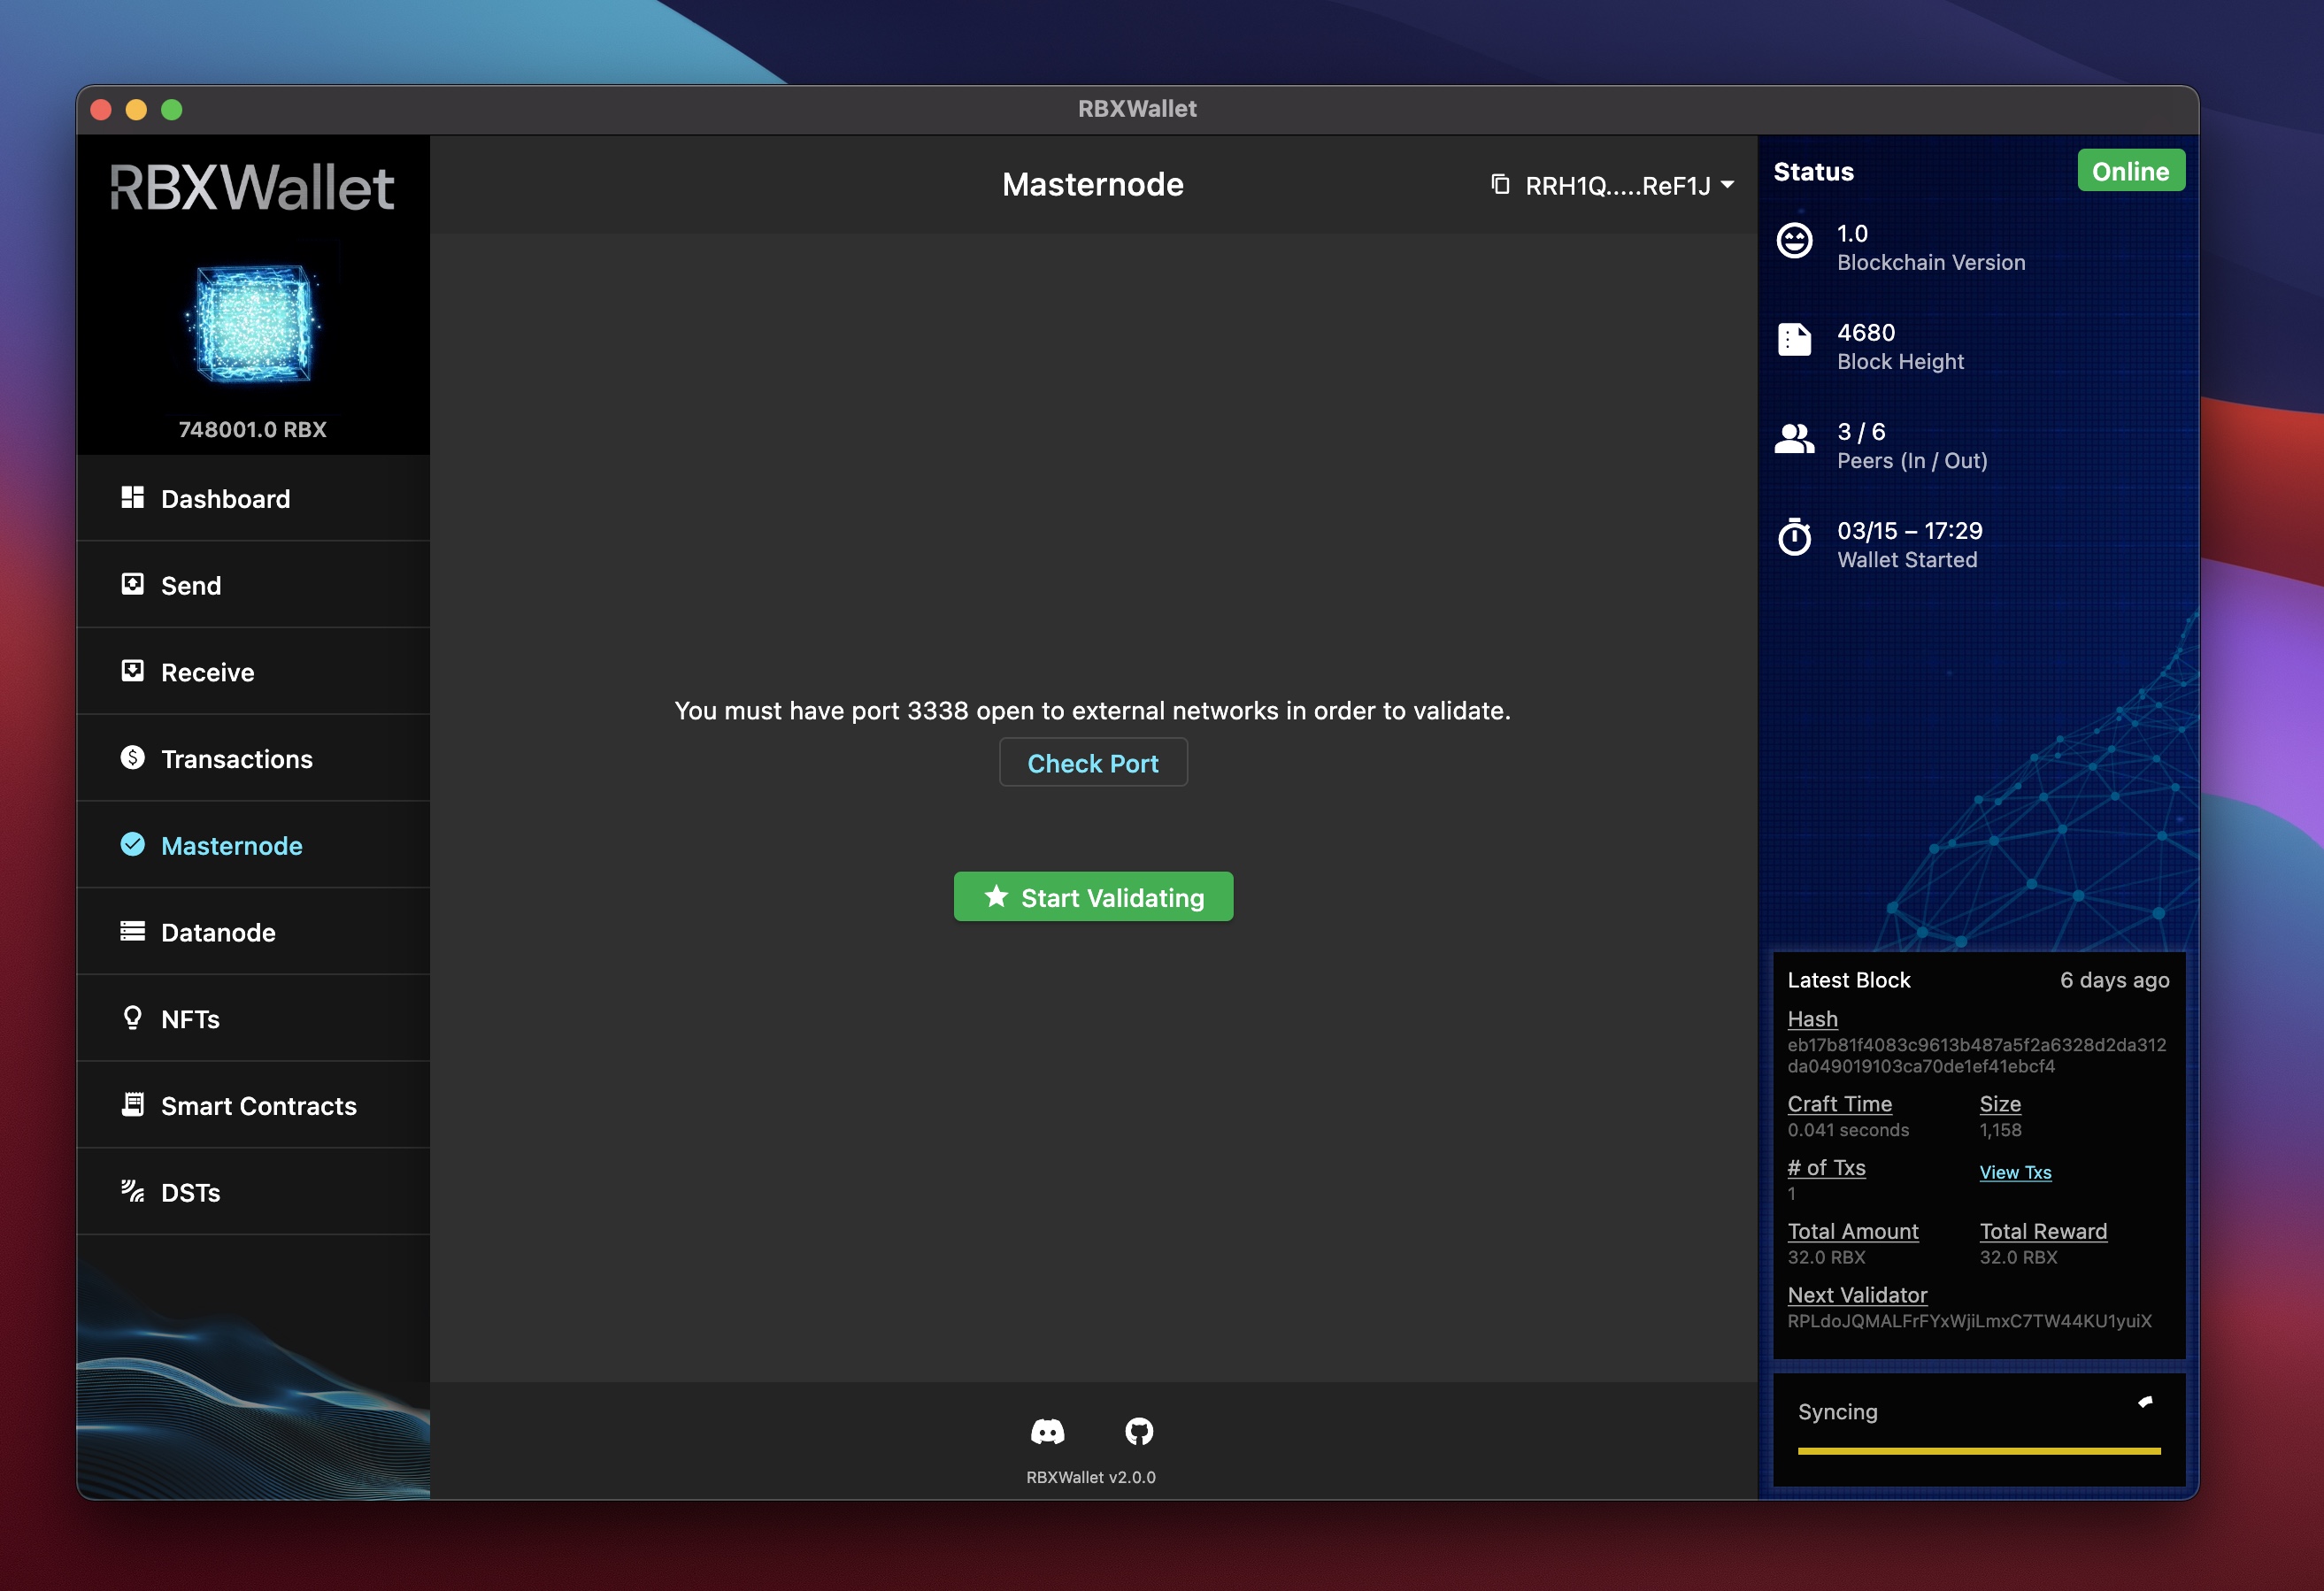 RBXWallet
RBXWallet
748001.0 RBX
Dashboard
Send
Receive
Transactions
Masternode
Datanode
NFTs
Smart Contracts
DSTs
Masternode
RRH1Q.....ReF1J
You must have port 3338 open to external networks in order to validate.
Check Port
Start Validating
RBXWallet v2.0.0
Status
Online
1.0
Blockchain Version
4680
Block Height
3 / 6
Peers (In / Out)
03/15 – 17:29
Wallet Started
Latest Block
6 days ago
Hash
eb17b81f4083c9613b487a5f2a6328d2da312
da049019103ca70de1ef41ebcf4
Craft Time
Size
0.041 seconds
1,158
# of Txs
View Txs
1
Total Amount
Total Reward
32.0 RBX
32.0 RBX
Next Validator
RPLdoJQMALFrFYxWjiLmxC7TW44KU1yuiX
Syncing